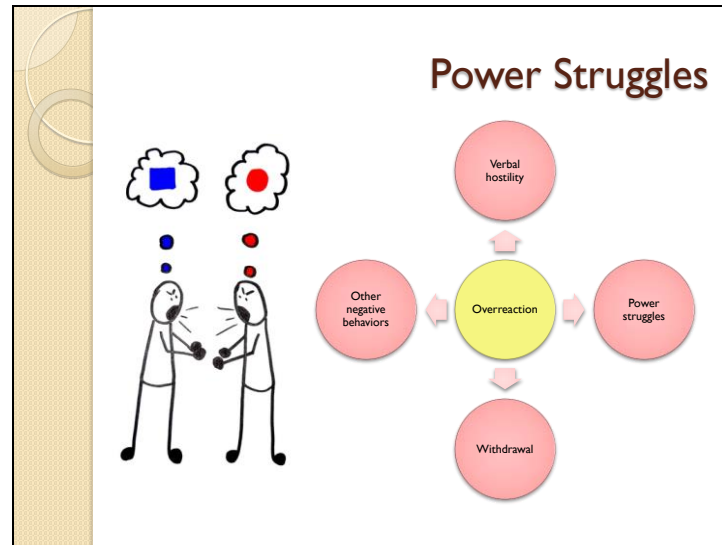 Power Struggles
Verbal
hostility
Other
negative
behaviors
Overreaction
Power
struggles
Withdrawal